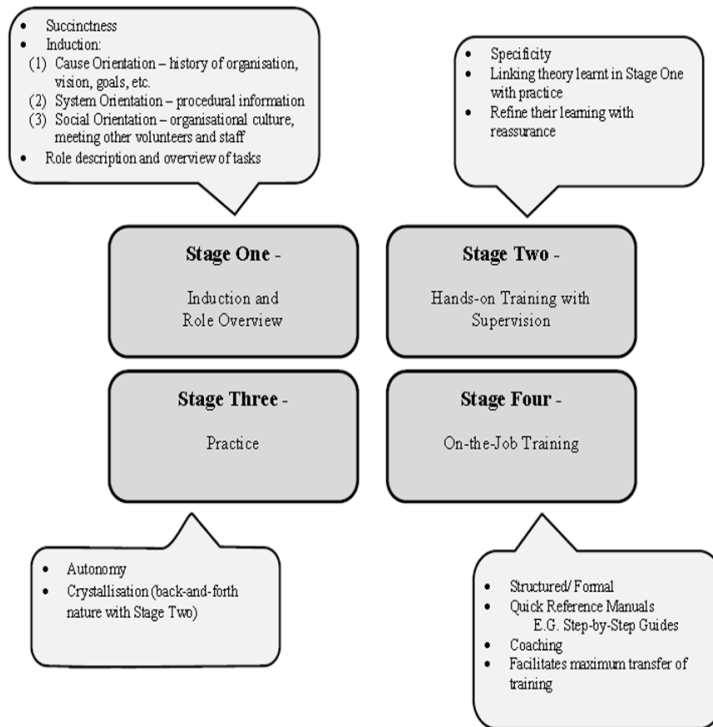 • Succinctness
• Induction:
(1) Cause Orientation – history of organisation,
vision, goals, etc.
(2) System Orientation – procedural information
(3) Social Orientation – organisational culture,
meeting other volunteers and staff
• Role description and overview of tasks
• Specificity
• Linking theory learnt in Stage One
with practice
• Refine their learning with
reassurance
Stage One -
Induction and
Role Overview
Stage Two -
Hands-on Training with
Supervision
Stage Three -
Practice
Stage Four -
On-the-Job Training
• Autonomy
• Crystallisation (back-and-forth
nature with Stage Two)
• Structured/ Formal
• Quick Reference Manuals
E.G. Step-by-Step Guides
• Coaching
• Facilitates maximum transfer of
training